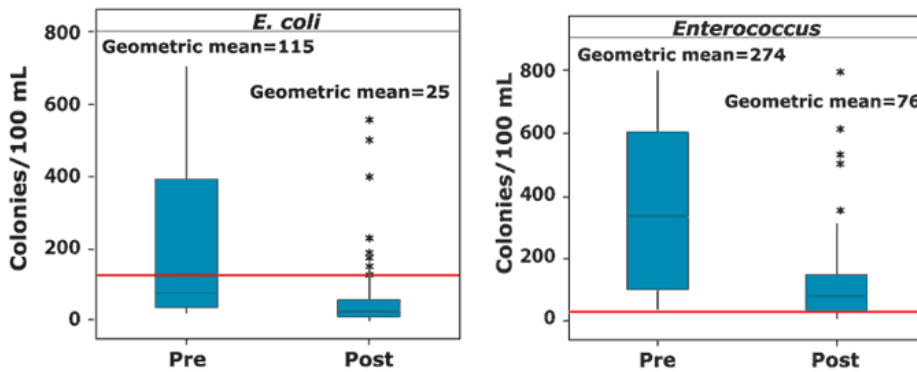 E. coli
800
Geometric mean=115
Geometric mean=25
600
400
200
0
Colonies/100 mL
Pre Post
Enterococcus
Geometric mean=274
800
Geometric mean=76
600
400
200
0
Colonies/100 mL
Pre Post